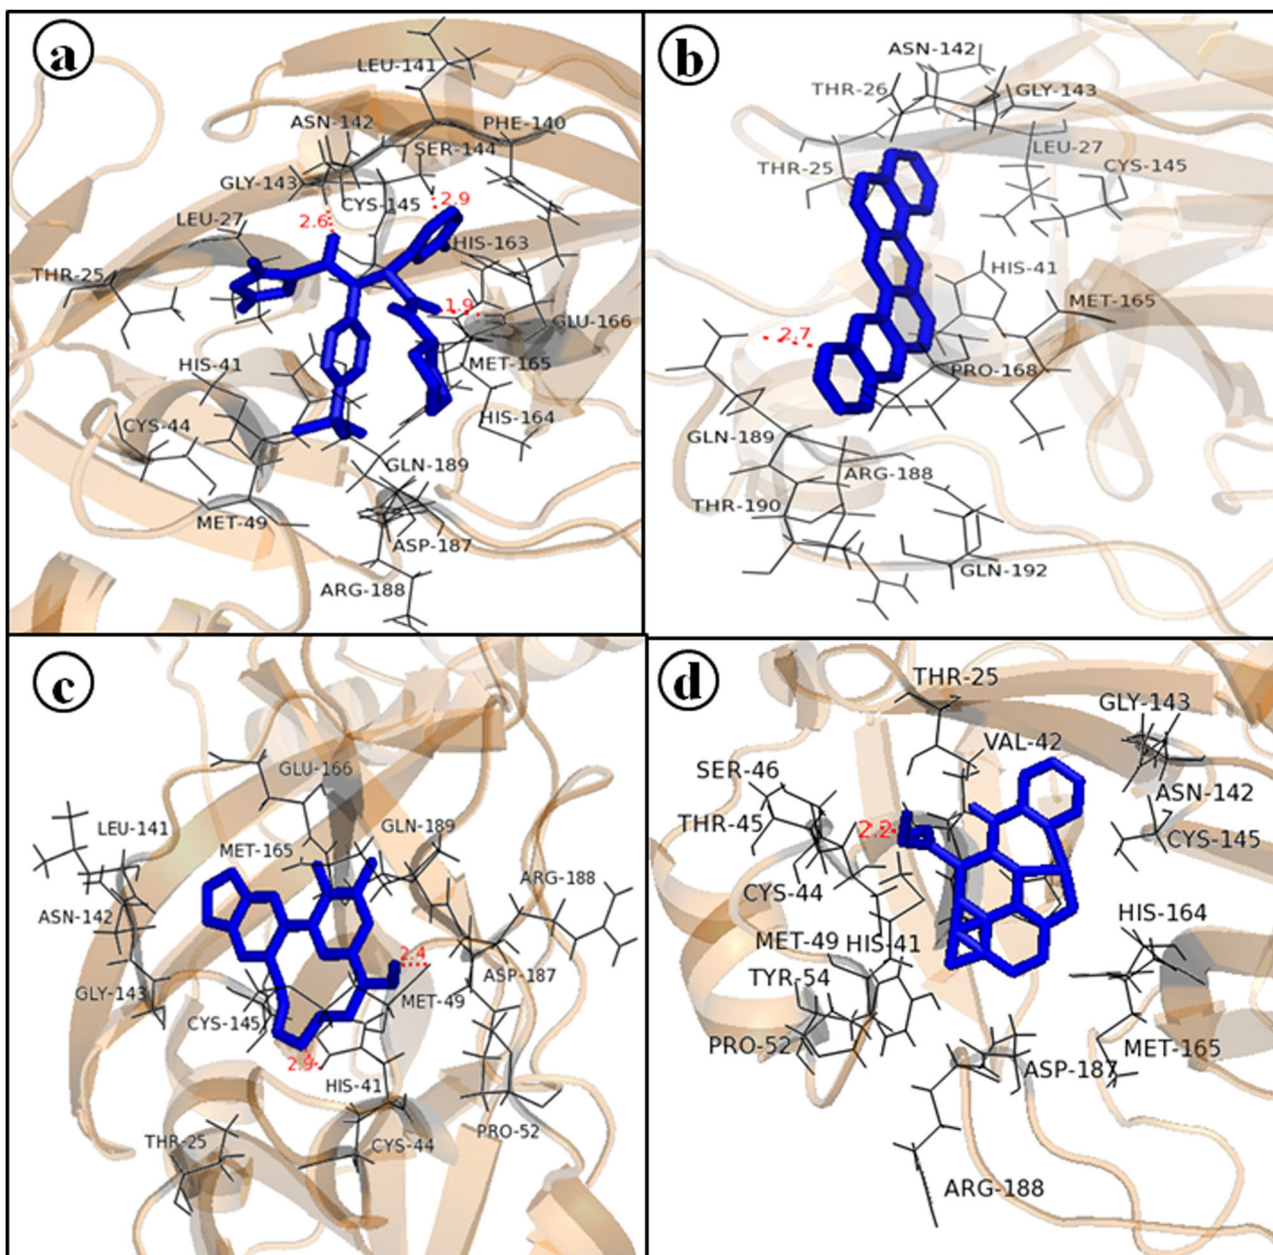 a
LEU-141
ASN-142
PHE-140
SER-144
GLY-143
CYS-145
2.9
2.6
LEU-27
HIS-163
THR-25
1.9
GLU-166
HIS-41
MET-165
HIS-164
CYS-44
GLN-189
MET-49
ASP-187
ARG-188
b
ASN-142
THR-26
GLY-143
LEU-27
THR-25
CYS-145
HIS-41
MET-165
2.7
PRO-168
GLN-189
ARG-188
THR-190
GLN-192
c
GLU-166
LEU-141
GLN-189
MET-165
ARG-188
ASN-142
2.4
ASP-187
GLY-143
MET-49
CYS-145
2.9
HIS-41
PRO-52
THR-25
CYS-44
d
THR-25
GLY-143
VAL-42
SER-46
ASN-142
THR-45
2.2
CYS-145
CYS-44
HIS-164
MET-49
HIS-41
TYR-54
PRO-52
MET-165
ASP-187
ARG-188